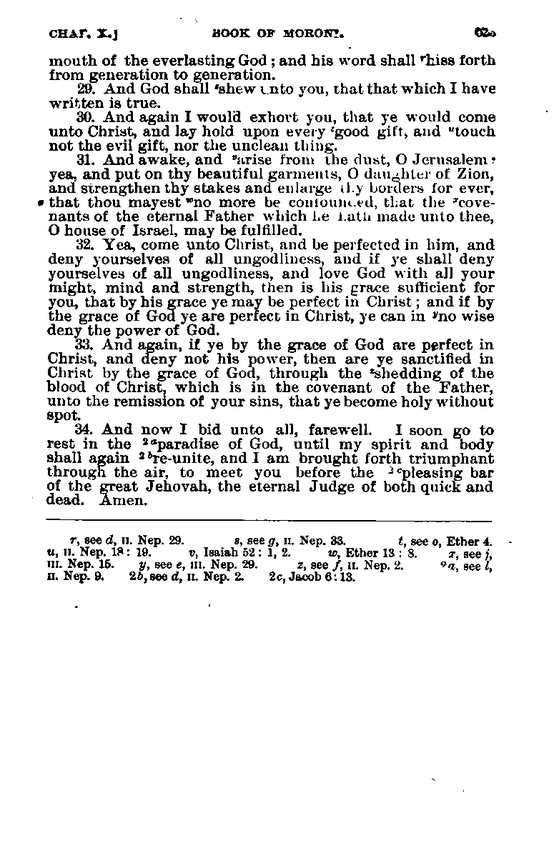 CHAP. X.] BOOK OF MORONI.
mouth of the everlasting God ; and his word shall ʳhiss forth
from generation to generation.
29. And God shall ˢshew unto you, that that which I have
written is true.
30. And again I would exhort you, that ye would come
unto Christ, and lay hold upon every ᵗgood gift, and ᵘtouch
not the evil gift, nor the unclean thing.
31. And awake, and ᵛarise from the dust, O Jerusalem ;
yea, and put on thy beautiful garments, O daughter of Zion,
and strengthen thy stakes and enlarge thy borders for ever,
that thou mayest ʷno more be confounded, that the ˣcove-
nants of the eternal Father which he hath made unto thee,
O house of Israel, may be fulfilled.
32. Yea, come unto Christ, and be perfected in him, and
deny yourselves of all ungodliness, and if ye shall deny
yourselves of all ungodliness, and love God with all your
might, mind and strength, then is his grace sufficient for
you, that by his grace ye may be perfect in Christ ; and if by
the grace of God ye are perfect in Christ, ye can in ʸno wise
deny the power of God.
33. And again, if ye by the grace of God are perfect in
Christ, and deny not his power, then are ye sanctified in
Christ by the grace of God, through the ᶻshedding of the
blood of Christ, which is in the covenant of the Father,
unto the remission of your sins, that ye become holy without
spot.
34. And now I bid unto all, farewell. I soon go to
rest in the ²ᵃparadise of God, until my spirit and body
shall again ²ᵇre-unite, and I am brought forth triumphant
through the air, to meet you before the ²ᶜpleasing bar
of the great Jehovah, the eternal Judge of both quick and
dead. Amen.
r, see d, II. Nep. 29. s, see g, II. Nep. 33. t, see o, Ether 4.
u, II. Nep. 18 : 19. v, Isaiah 52 : 1, 2. w, Ether 13 : 8. x, see j,
III. Nep. 15. y, see e, III. Nep. 29. z, see f, II. Nep. 2. 2a, see l,
II. Nep. 9. 2b, see d, II. Nep. 2. 2c, Jacob 6 : 13.